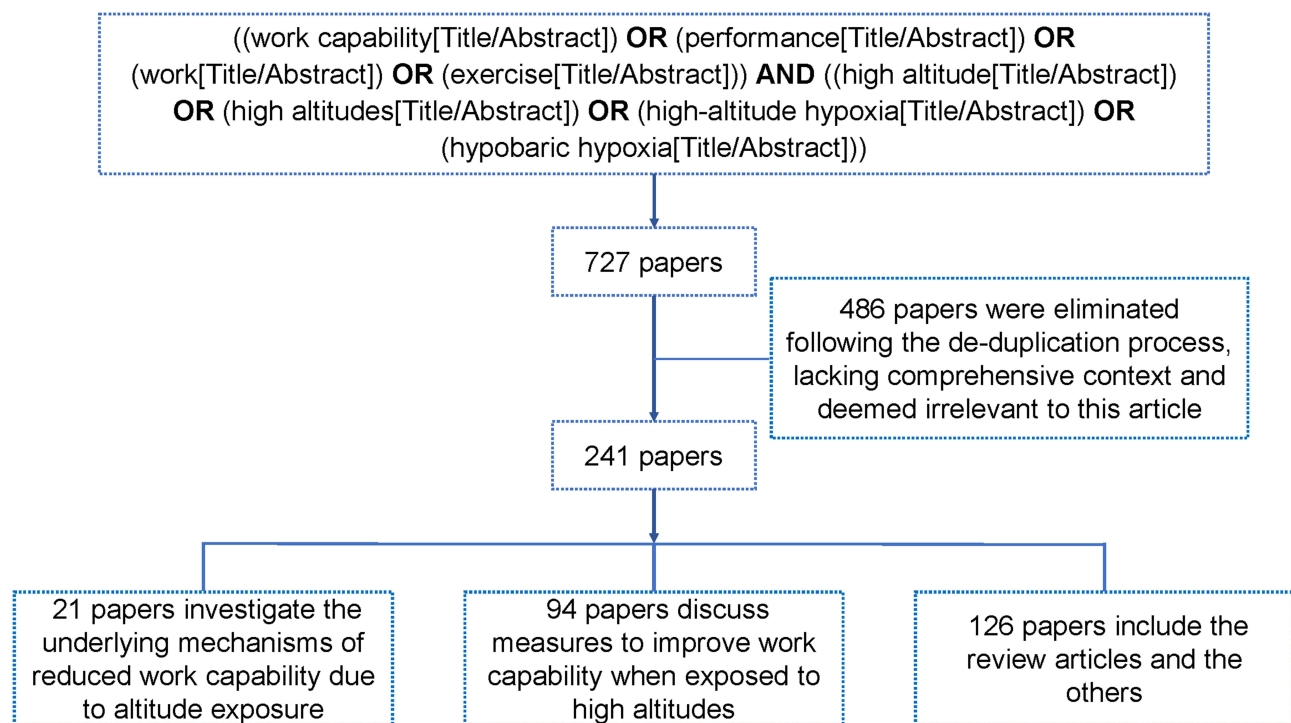 ((work capability[Title/Abstract]) OR (performance[Title/Abstract]) OR
(work[Title/Abstract]) OR (exercise[Title/Abstract])) AND ((high altitude[Title/Abstract])
OR (high altitudes[Title/Abstract]) OR (high-altitude hypoxia[Title/Abstract]) OR
(hypobaric hypoxia[Title/Abstract]))
727 papers
486 papers were eliminated
following the de-duplication process,
lacking comprehensive context and
deemed irrelevant to this article
241 papers
21 papers investigate the
underlying mechanisms of
reduced work capability due
to altitude exposure
94 papers discuss
measures to improve work
capability when exposed to
high altitudes
126 papers include the
review articles and the
others